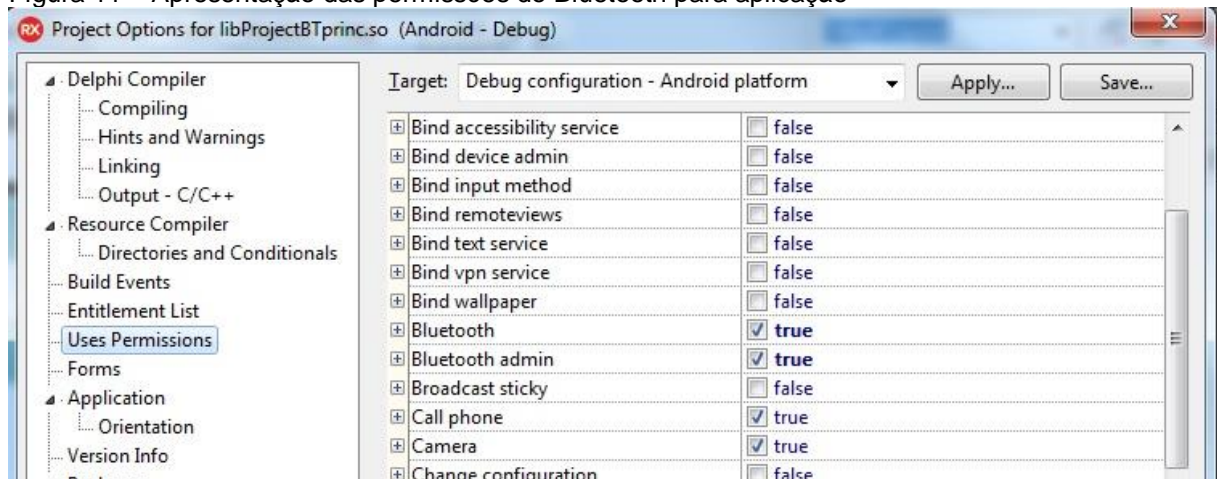 Project Options for libProjectBTprinc.so (Android - Debug)
Delphi Compiler
Compiling
Hints and Warnings
Linking
Output - C/C++
Resource Compiler
Directories and Conditionals
Build Events
Entitlement List
Uses Permissions
Forms
Application
Orientation
Version Info
Target: Debug configuration - Android platform Apply... Save...
Bind accessibility service false
Bind device admin false
Bind input method false
Bind remoteviews false
Bind text service false
Bind vpn service false
Bind wallpaper false
Bluetooth true
Bluetooth admin true
Broadcast sticky false
Call phone true
Camera true
Change configuration false